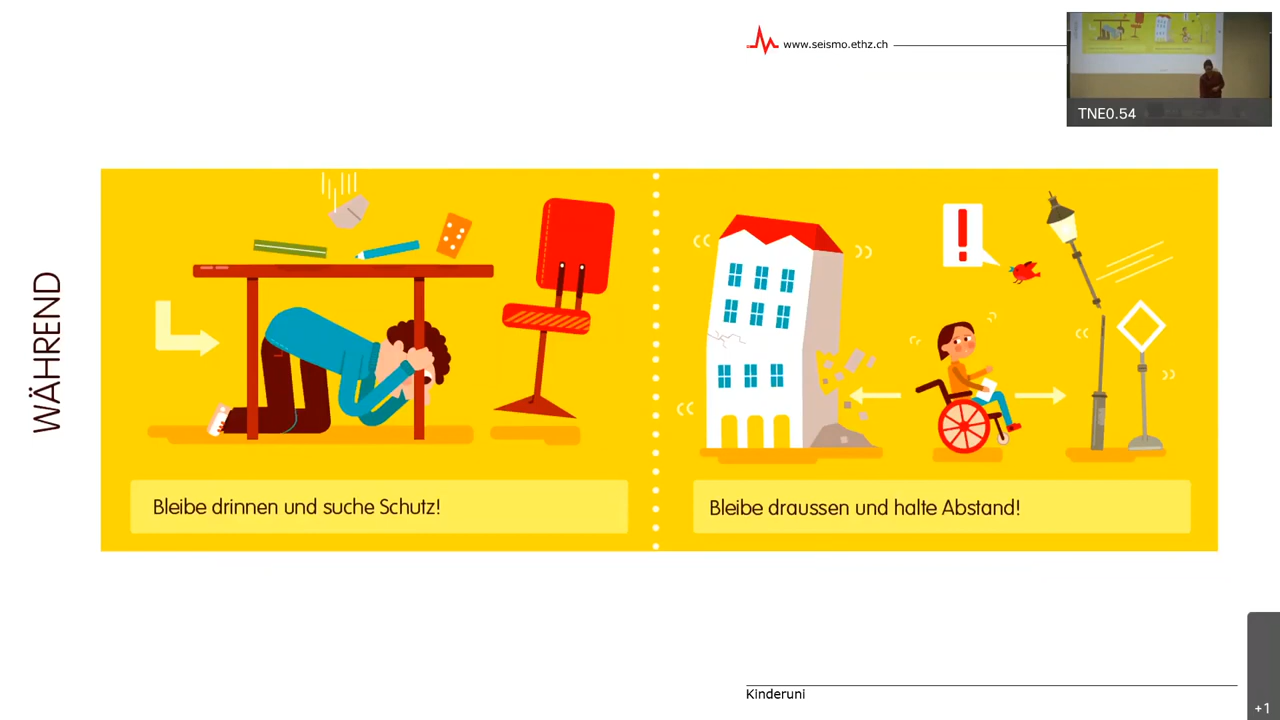 www.seismo.ethz.ch
TNE0.54
WÄHREND
!
Bleibe drinnen und suche Schutz!
Bleibe draussen und halte Abstand!
Kinderuni
+1